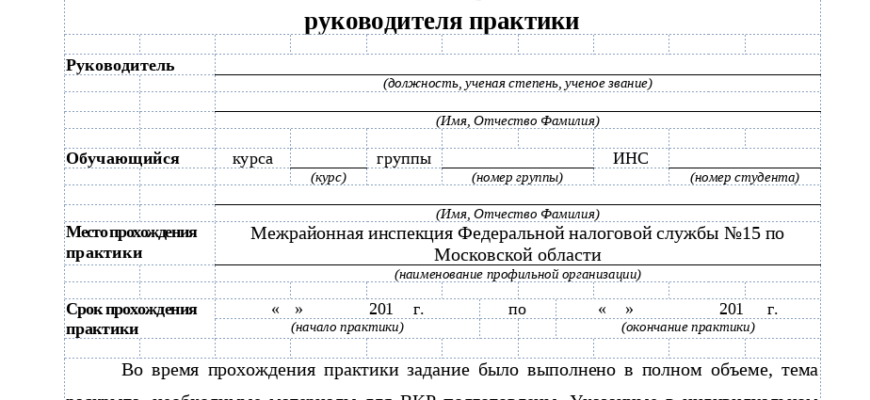 руководителя практики
Руководитель
(должность, ученая степень, ученое звание)
(Имя, Отчество Фамилия)
Обучающийся курса группы ИНС
(курс) (номер группы) (номер студента)
(Имя, Отчество Фамилия)
Место прохождения практики
Межрайонная инспекция Федеральной налоговой службы №15 по
Московской области
(наименование профильной организации)
Срок прохождения практики
« » 201 г. по « » 201 г.
(начало практики) (окончание практики)
Во время прохождения практики задание было выполнено в полном объеме, тема